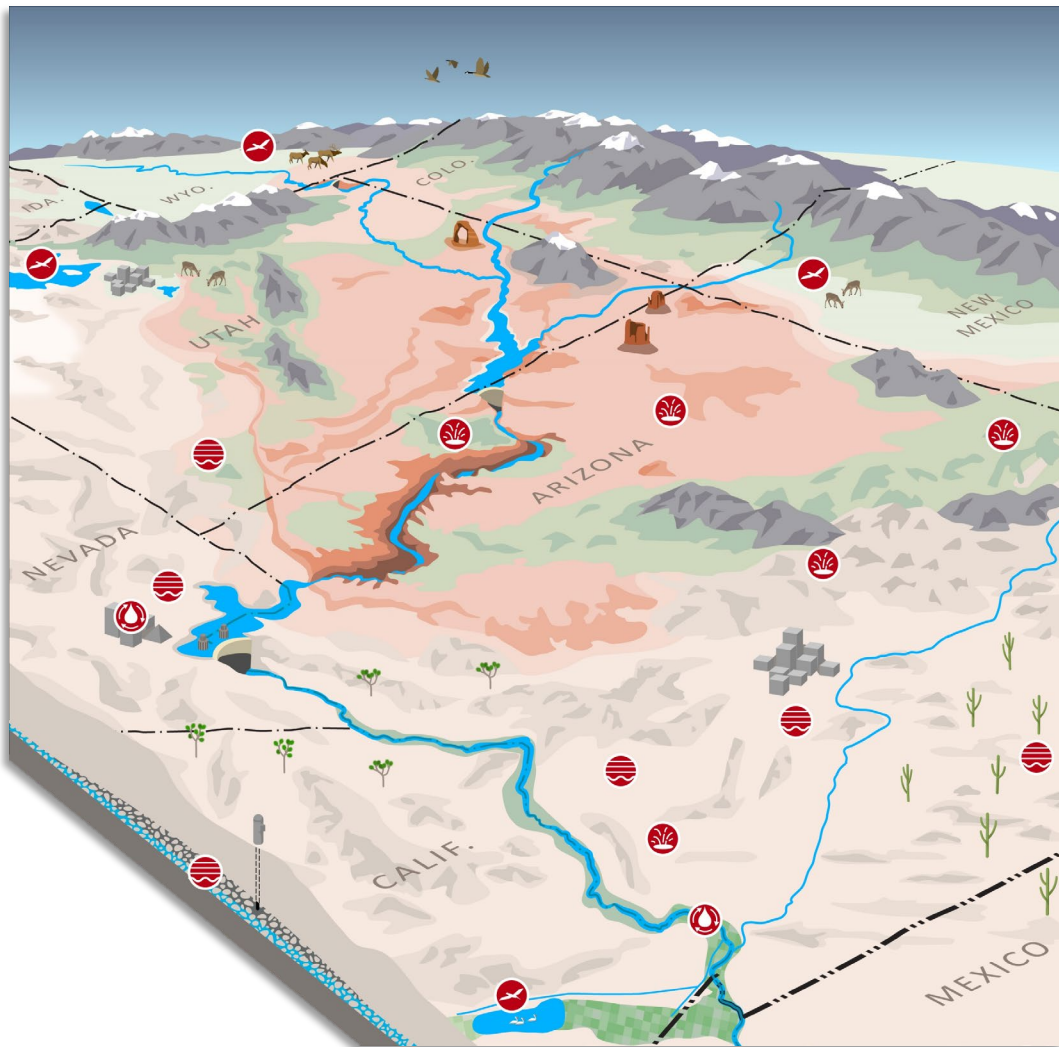 COLO.
WYO.
IDA.
UTAH
NEW
MEXICO
ARIZONA
NEVADA
CALIF.
MEXICO